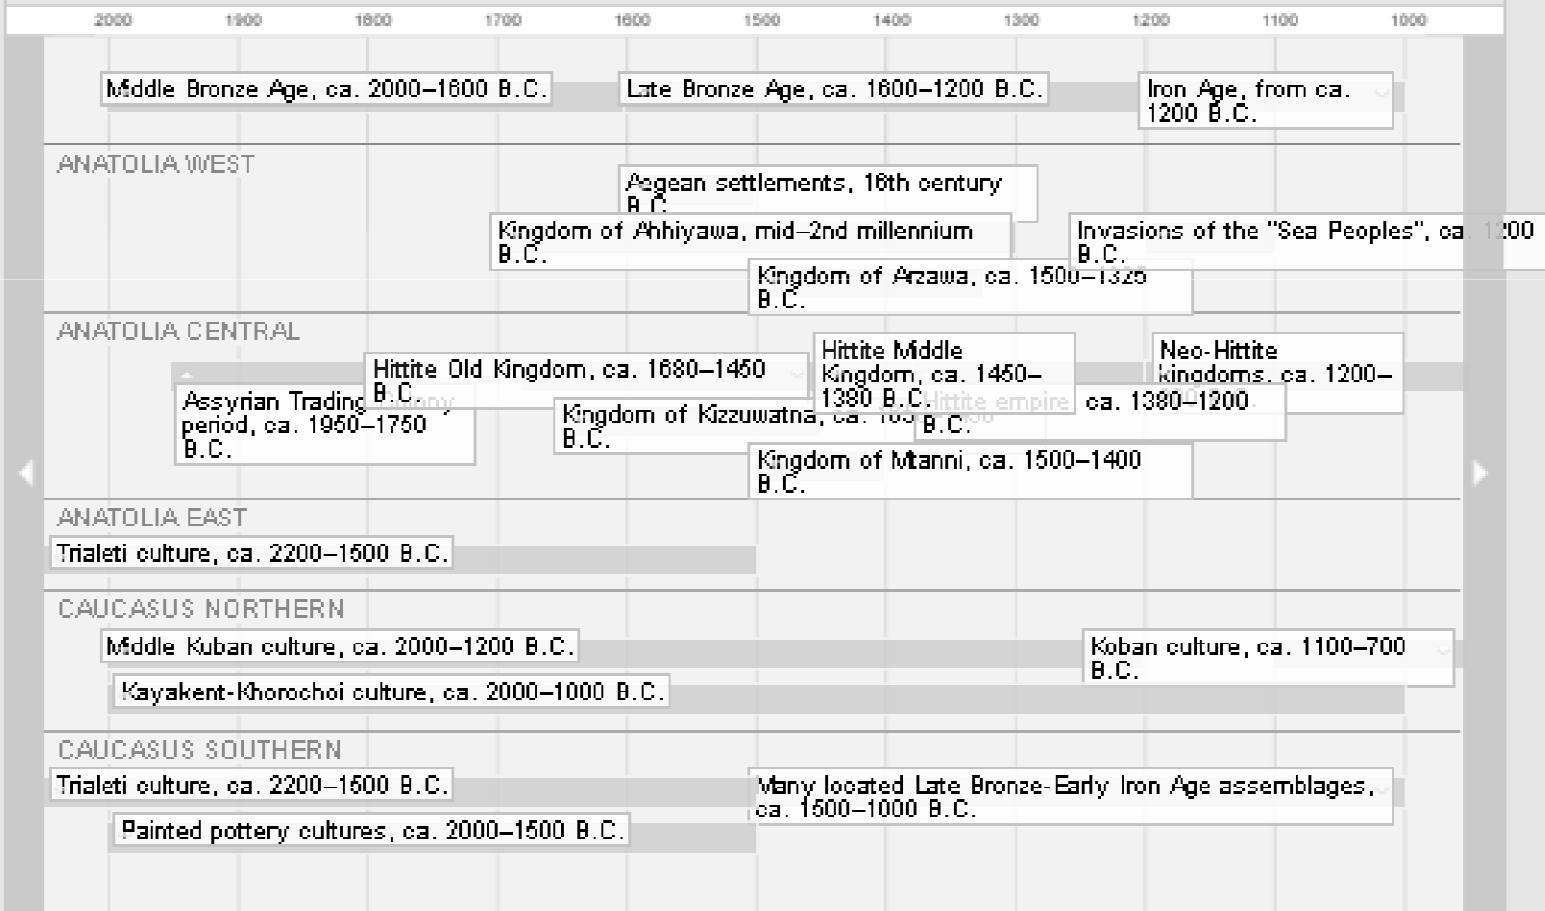 2000 1900 1800 1700 1600 1500 1400 1300 1200 1100 1000
Middle Bronze Age, ca. 2000–1600 B.C.
Late Bronze Age, ca. 1600–1200 B.C.
Iron Age, from ca.
1200 B.C.
ANATOLIA WEST
Aegean settlements, 16th century
B.C.
Kingdom of Ahhiyawa, mid–2nd millennium
B.C.
Invasions of the "Sea Peoples", ca. 1200
B.C.
Kingdom of Arzawa, ca. 1500–1325
B.C.
ANATOLIA CENTRAL
Hittite Old Kingdom, ca. 1680–1450
B.C.
Hittite Middle
Kingdom, ca. 1450–
1380 B.C.
Neo-Hittite
kingdoms, ca. 1200–
Assyrian Trading Colony
period, ca. 1950–1750
B.C.
Kingdom of Kizzuwatna, ca.
B.C.
Hittite empire ca. 1380–1200
B.C.
Kingdom of Mitanni, ca. 1500–1400
B.C.
ANATOLIA EAST
Trialeti culture, ca. 2200–1500 B.C.
CAUCASUS NORTHERN
Middle Kuban culture, ca. 2000–1200 B.C.
Koban culture, ca. 1100–700
B.C.
Kayakent-Khorochoi culture, ca. 2000–1000 B.C.
CAUCASUS SOUTHERN
Trialeti culture, ca. 2200–1500 B.C.
Many located Late Bronze-Early Iron Age assemblages,
ca. 1500–1000 B.C.
Painted pottery cultures, ca. 2000–1500 B.C.